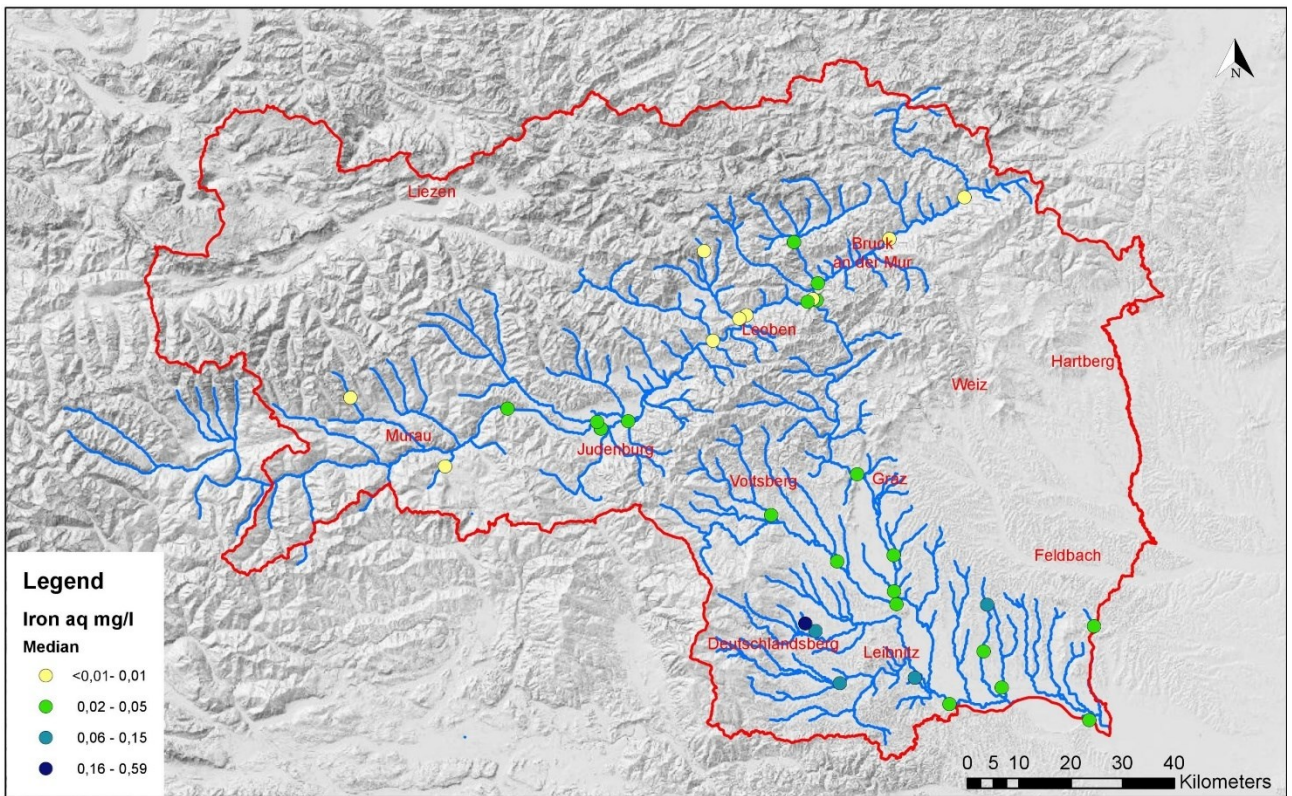 N
Liezen
Bruck
an der Mur
Leoben
Hartberg
Weiz
Murau
Judenburg
Voitsberg
Graz
Feldbach
Deutschlandsberg
Leibnitz
Legend
Iron aq mg/l
Median
<0,01- 0,01
0,02 - 0,05
0,06 - 0,15
0,16 - 0,59
0 5 10 20 30 40
Kilometers